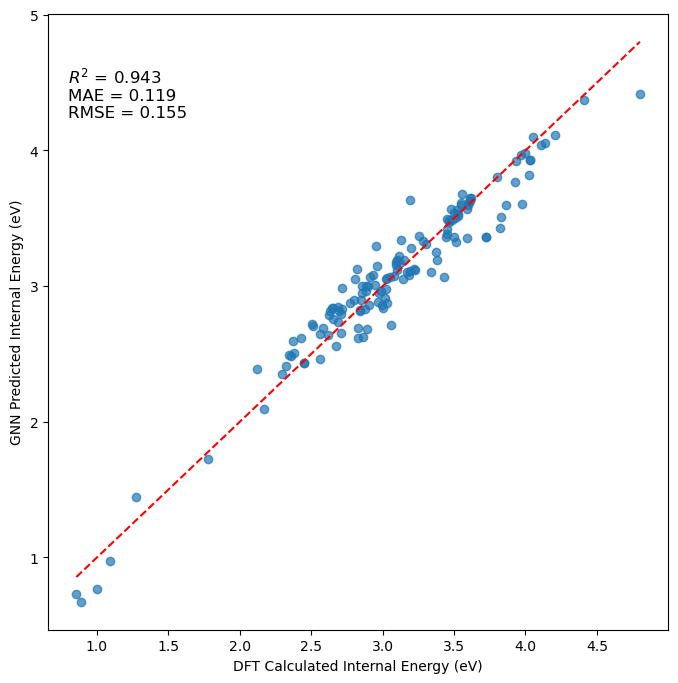 5
R² = 0.943
MAE = 0.119
RMSE = 0.155
4
3
2
1
GNN Predicted Internal Energy (eV)
1.0 1.5 2.0 2.5 3.0 3.5 4.0 4.5
DFT Calculated Internal Energy (eV)